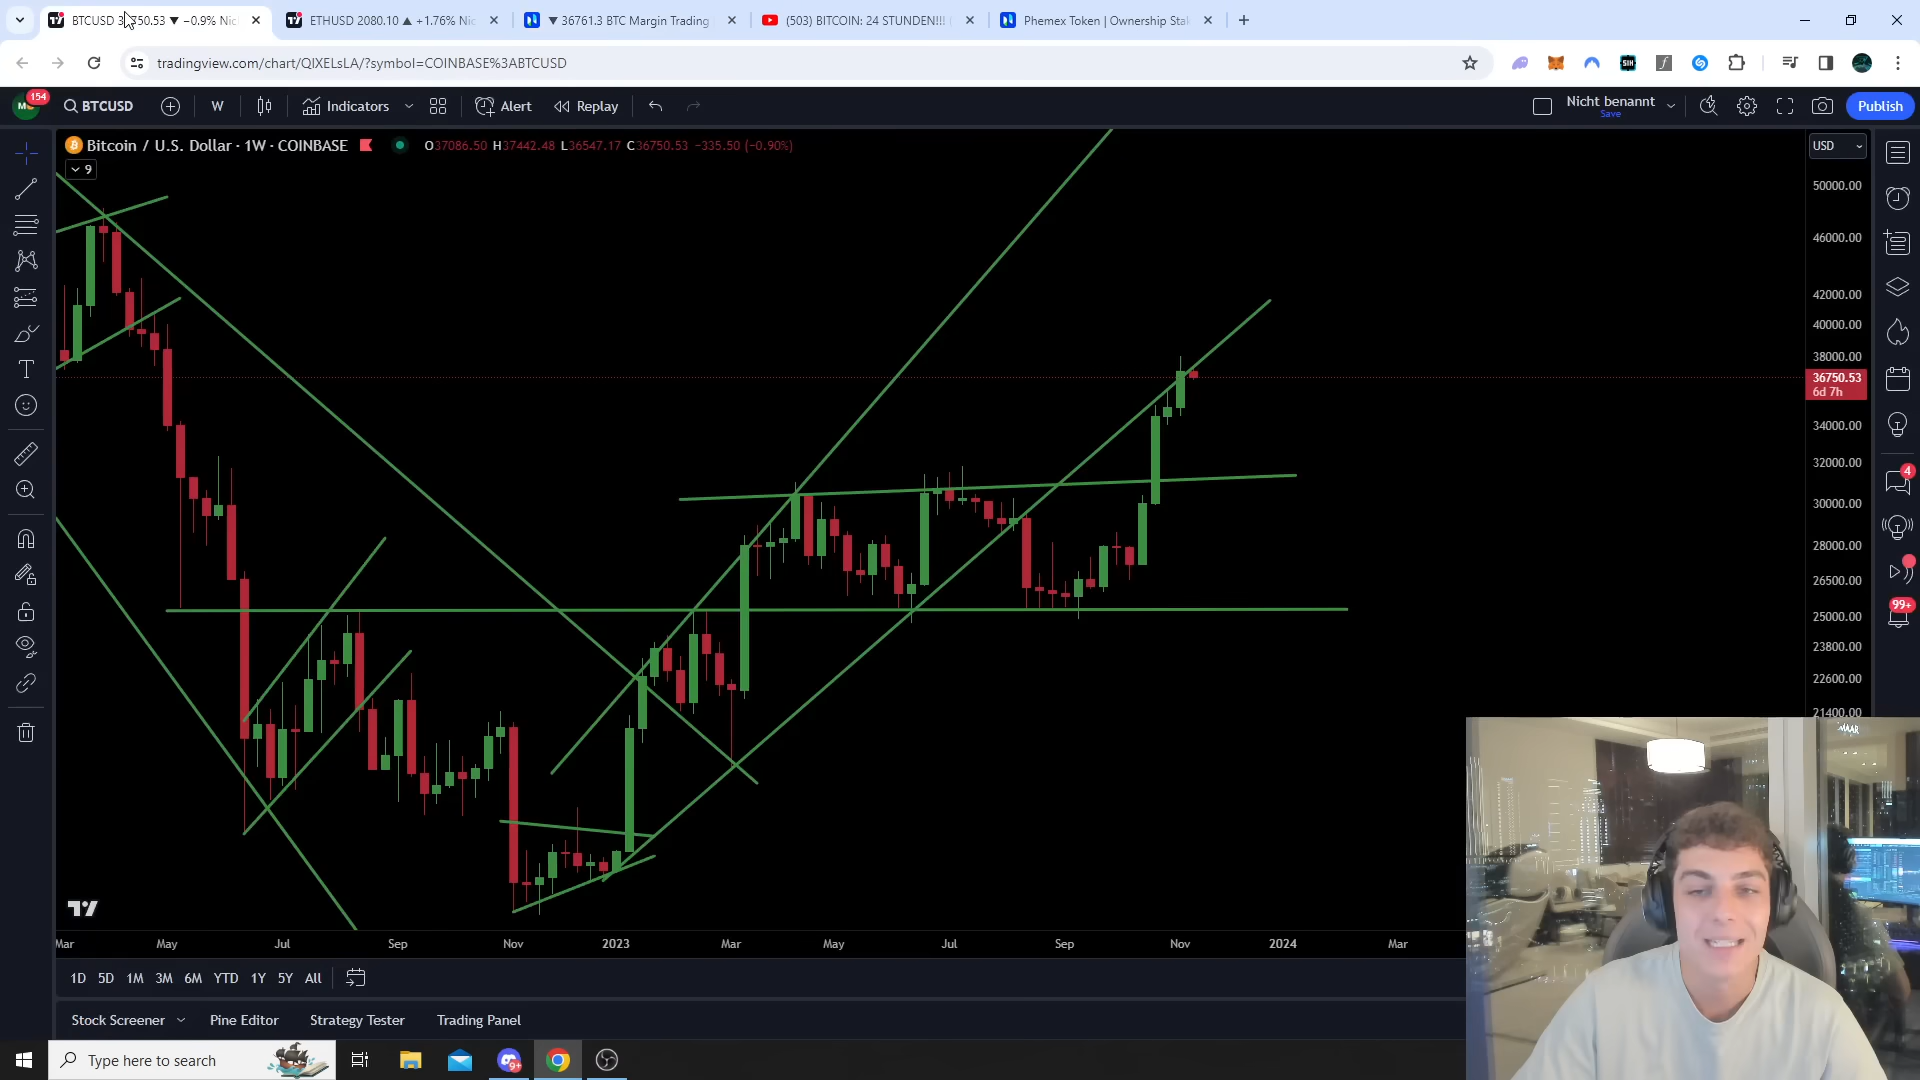 BTCUSD 3 750.53 ▼ −0.9% Nic
ETHUSD 2080.10 ▲ +1.76% Nic
▼ 36761.3 BTC Margin Trading
(503) BITCOIN: 24 STUNDEN!!!
Phemex Token | Ownership Stak
tradingview.com/chart/QIXELsLA/?symbol=COINBASE%3ABTCUSD
154
BTCUSD
W
Indicators
Alert
Replay
Nicht benannt
Save
Publish
Bitcoin / U.S. Dollar · 1W · COINBASE
O37086.50 H37442.48 L36547.17 C36750.53 −335.50 (−0.90%)
9
USD
50000.00
46000.00
42000.00
40000.00
38000.00
36750.53
6d 7h
34000.00
32000.00
30000.00
28000.00
26500.00
25000.00
23800.00
22600.00
21400.00
4
99+
MAAR
Mar
May
Jul
Sep
Nov
2023
Mar
May
Jul
Sep
Nov
2024
Mar
1D
5D
1M
3M
6M
YTD
1Y
5Y
All
Stock Screener
Pine Editor
Strategy Tester
Trading Panel
Type here to search
9+